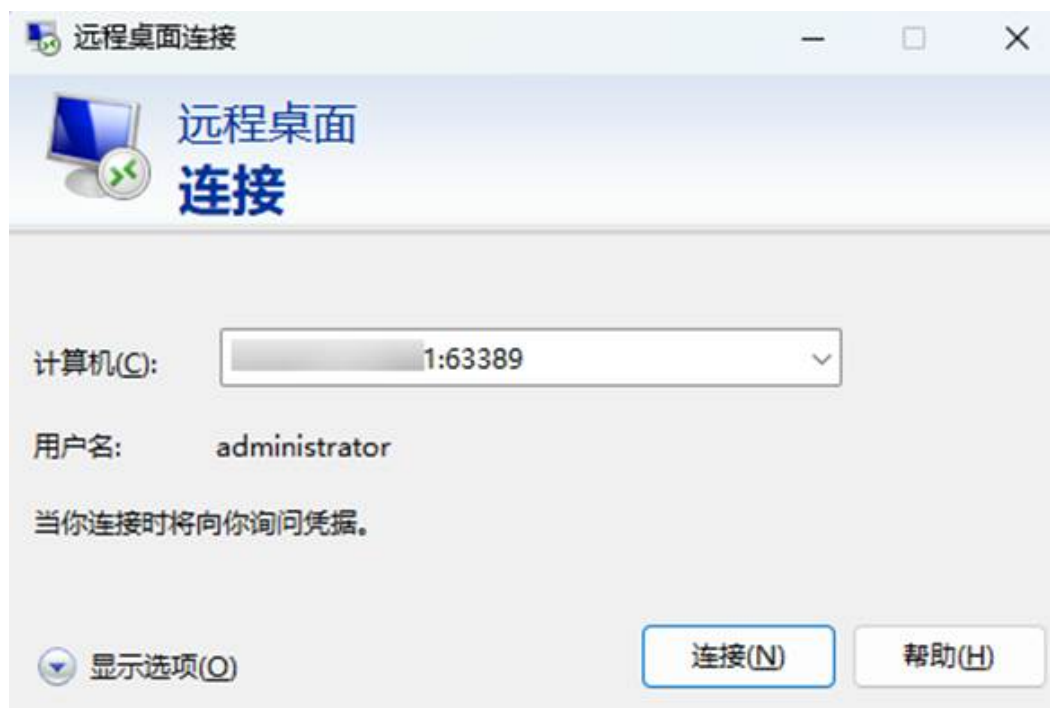 远程桌面连接
远程桌面
连接
计算机(C): 1:63389
用户名: administrator
当你连接时将向你询问凭据。
显示选项(O) 连接(N) 帮助(H)